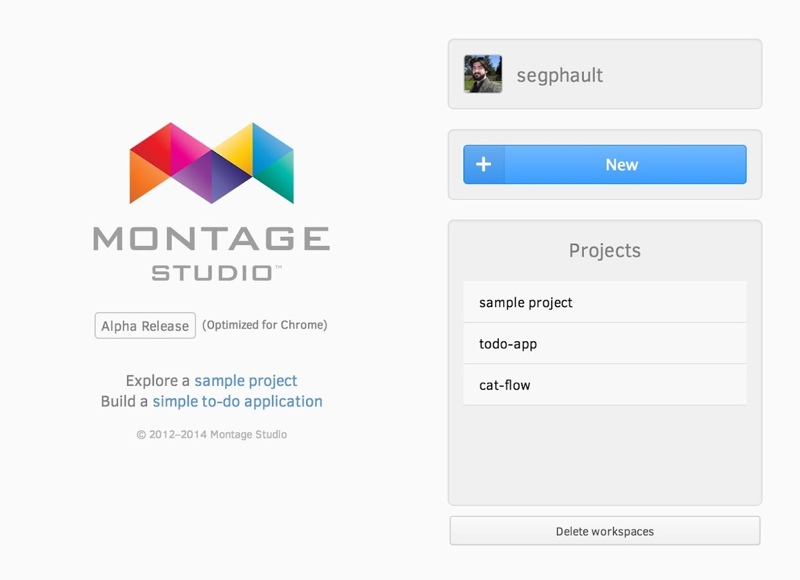 MONTAGE
STUDIO™
Alpha Release (Optimized for Chrome)
Explore a sample project
Build a simple to-do application
© 2012–2014 Montage Studio
segphault
+ New
Projects
sample project
todo-app
cat-flow
Delete workspaces